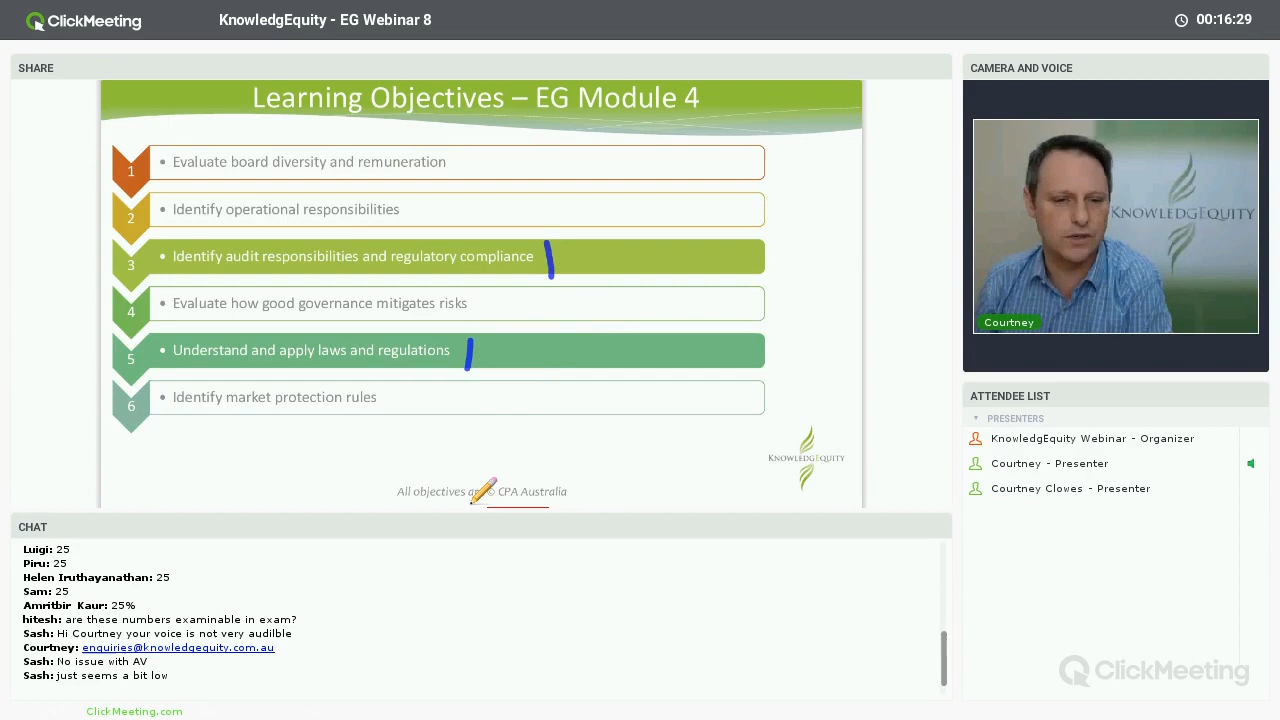 ClickMeeting
KnowledgEquity - EG Webinar 8
00:16:29
SHARE
Learning Objectives – EG Module 4
1
• Evaluate board diversity and remuneration
2
• Identify operational responsibilities
3
• Identify audit responsibilities and regulatory compliance
4
• Evaluate how good governance mitigates risks
5
• Understand and apply laws and regulations
6
• Identify market protection rules
KNOWLEDGEQUITY
All objectives © CPA Australia
CAMERA AND VOICE
KNOWLEDGEQUITY
Courtney
ATTENDEE LIST
PRESENTERS
KnowledgEquity Webinar - Organizer
Courtney - Presenter
Courtney Clowes - Presenter
CHAT
Luigi: 25
Piru: 25
Helen Iruthayanathan: 25
Sam: 25
Amritbir Kaur: 25%
hitesh: are these numbers examinable in exam?
Sash: Hi Courtney your voice is not very audilble
Courtney: enquiries@knowledgequity.com.au
Sash: No issue with AV
Sash: just seems a bit low
ClickMeeting
ClickMeeting.com